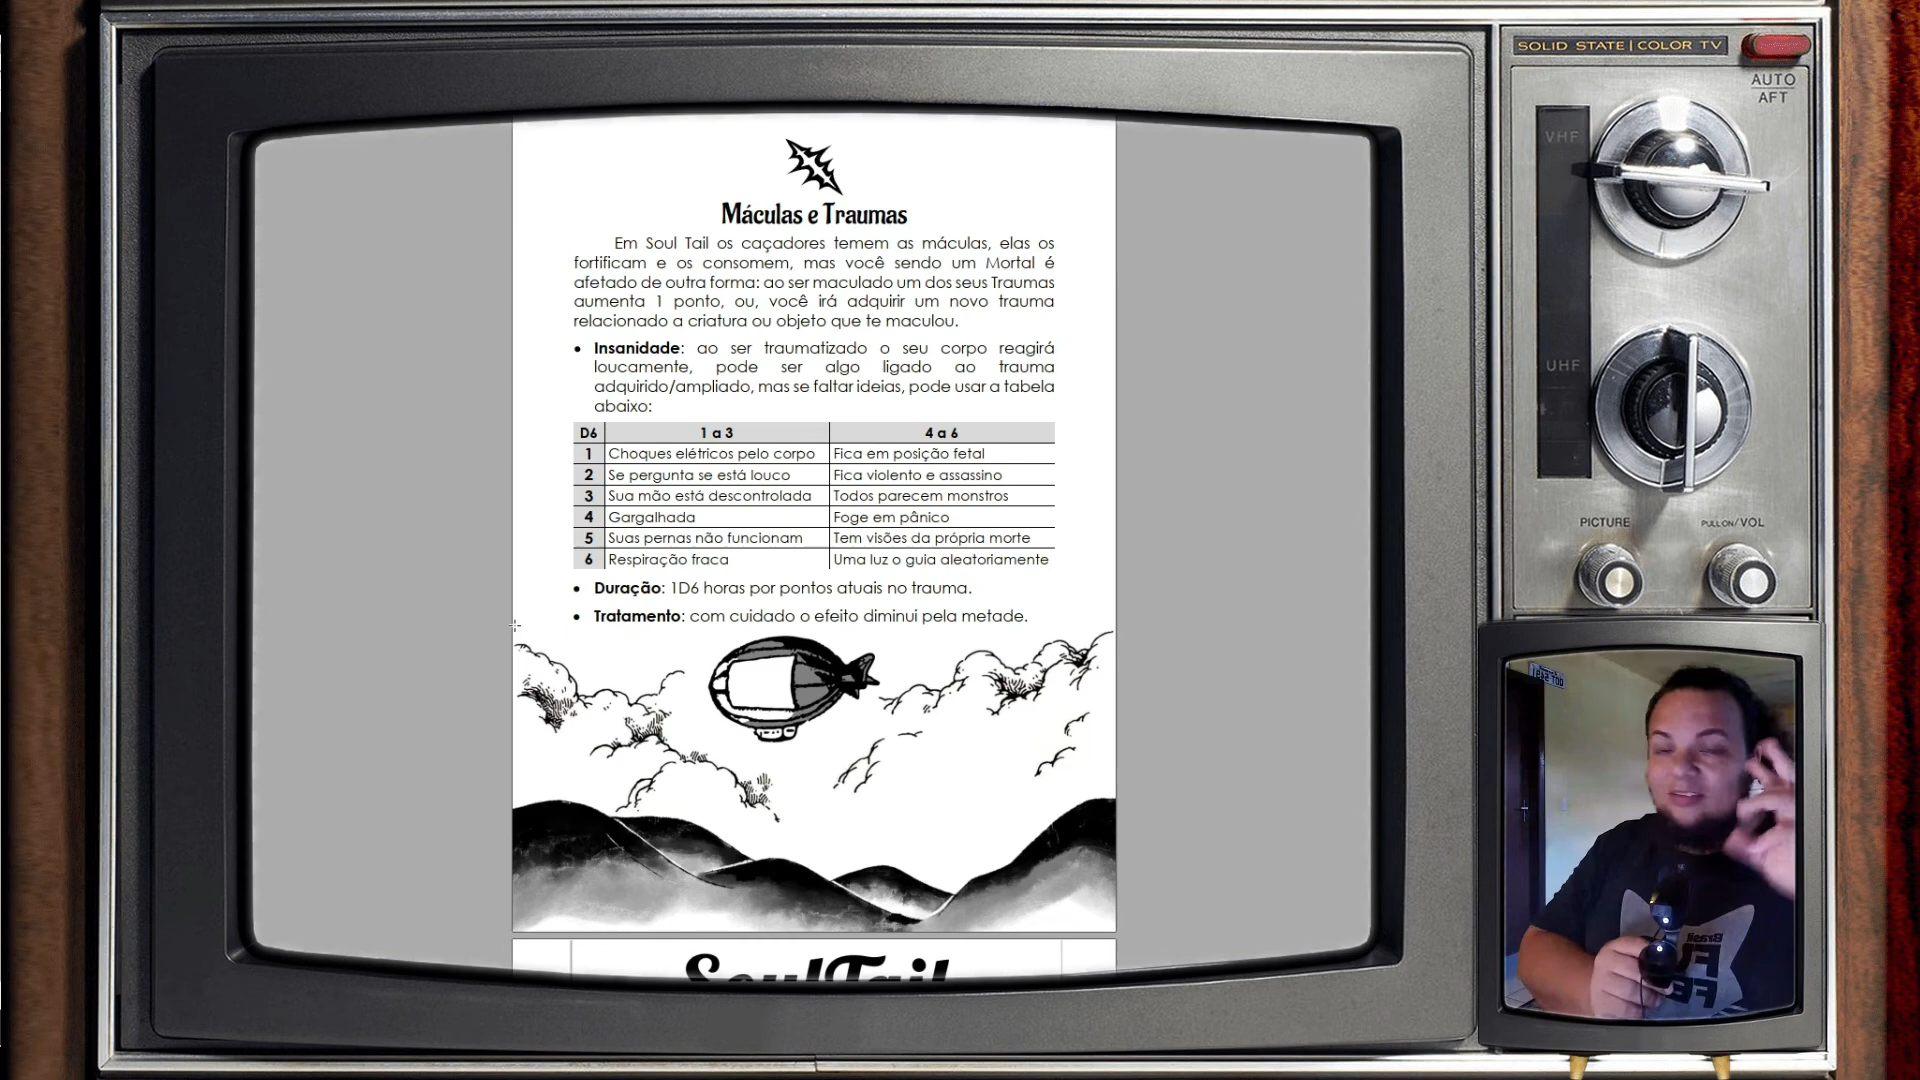 SOLID STATE | COLOR TV
AUTO
AFT
VHF
UHF
PICTURE
PULL ON/VOL
Máculas e Traumas
Em Soul Tail os caçadores temem as máculas, elas os
fortificam e os consomem, mas você sendo um Mortal é
afetado de outra forma: ao ser maculado um dos seus Traumas
aumenta 1 ponto, ou, você irá adquirir um novo trauma
relacionado a criatura ou objeto que te maculou.
• Insanidade: ao ser traumatizado o seu corpo reagirá
loucamente, pode ser algo ligado ao trauma
adquirido/ampliado, mas se faltar ideias, pode usar a tabela
abaixo:
D6 1 a 3 4 a 6
1 Choques elétricos pelo corpo Fica em posição fetal
2 Se pergunta se está louco Fica violento e assassino
3 Sua mão está descontrolada Todos parecem monstros
4 Gargalhada Foge em pânico
5 Suas pernas não funcionam Tem visões da própria morte
6 Respiração fraca Uma luz o guia aleatoriamente
• Duração: 1D6 horas por pontos atuais no trauma.
• Tratamento: com cuidado o efeito diminui pela metade.
SoulTail
Brasil